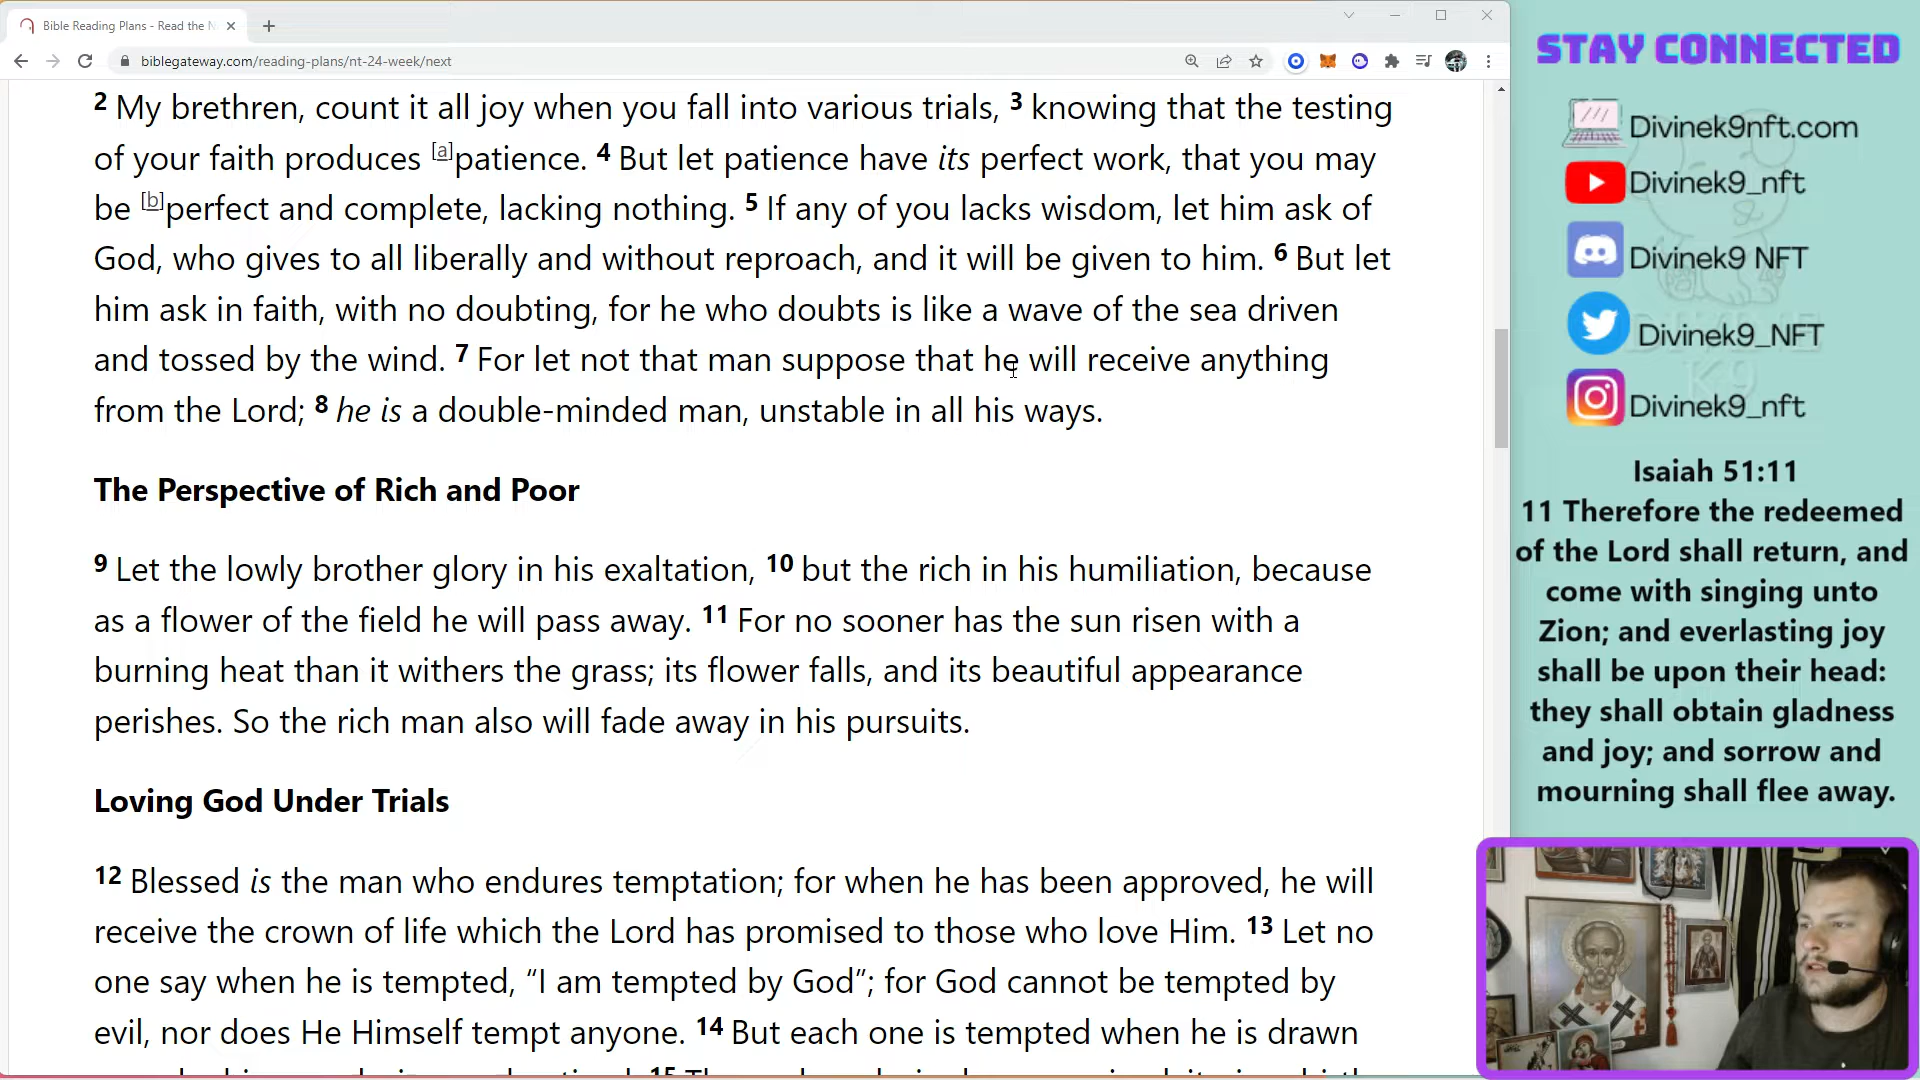 Bible Reading Plans - Read the N
biblegateway.com/reading-plans/nt-24-week/next
2 My brethren, count it all joy when you fall into various trials, 3 knowing that the testing
of your faith produces [a]patience. 4 But let patience have its perfect work, that you may
be [b]perfect and complete, lacking nothing. 5 If any of you lacks wisdom, let him ask of
God, who gives to all liberally and without reproach, and it will be given to him. 6 But let
him ask in faith, with no doubting, for he who doubts is like a wave of the sea driven
and tossed by the wind. 7 For let not that man suppose that he will receive anything
from the Lord; 8 he is a double-minded man, unstable in all his ways.
The Perspective of Rich and Poor
9 Let the lowly brother glory in his exaltation, 10 but the rich in his humiliation, because
as a flower of the field he will pass away. 11 For no sooner has the sun risen with a
burning heat than it withers the grass; its flower falls, and its beautiful appearance
perishes. So the rich man also will fade away in his pursuits.
Loving God Under Trials
12 Blessed is the man who endures temptation; for when he has been approved, he will
receive the crown of life which the Lord has promised to those who love Him. 13 Let no
one say when he is tempted, “I am tempted by God”; for God cannot be tempted by
evil, nor does He Himself tempt anyone. 14 But each one is tempted when he is drawn
15
STAY CONNECTED
Divinek9nft.com
Divinek9_nft
Divinek9 NFT
Divinek9_NFT
Divinek9_nft
DIVINE
K9
Isaiah 51:11
11 Therefore the redeemed
of the Lord shall return, and
come with singing unto
Zion; and everlasting joy
shall be upon their head:
they shall obtain gladness
and joy; and sorrow and
mourning shall flee away.